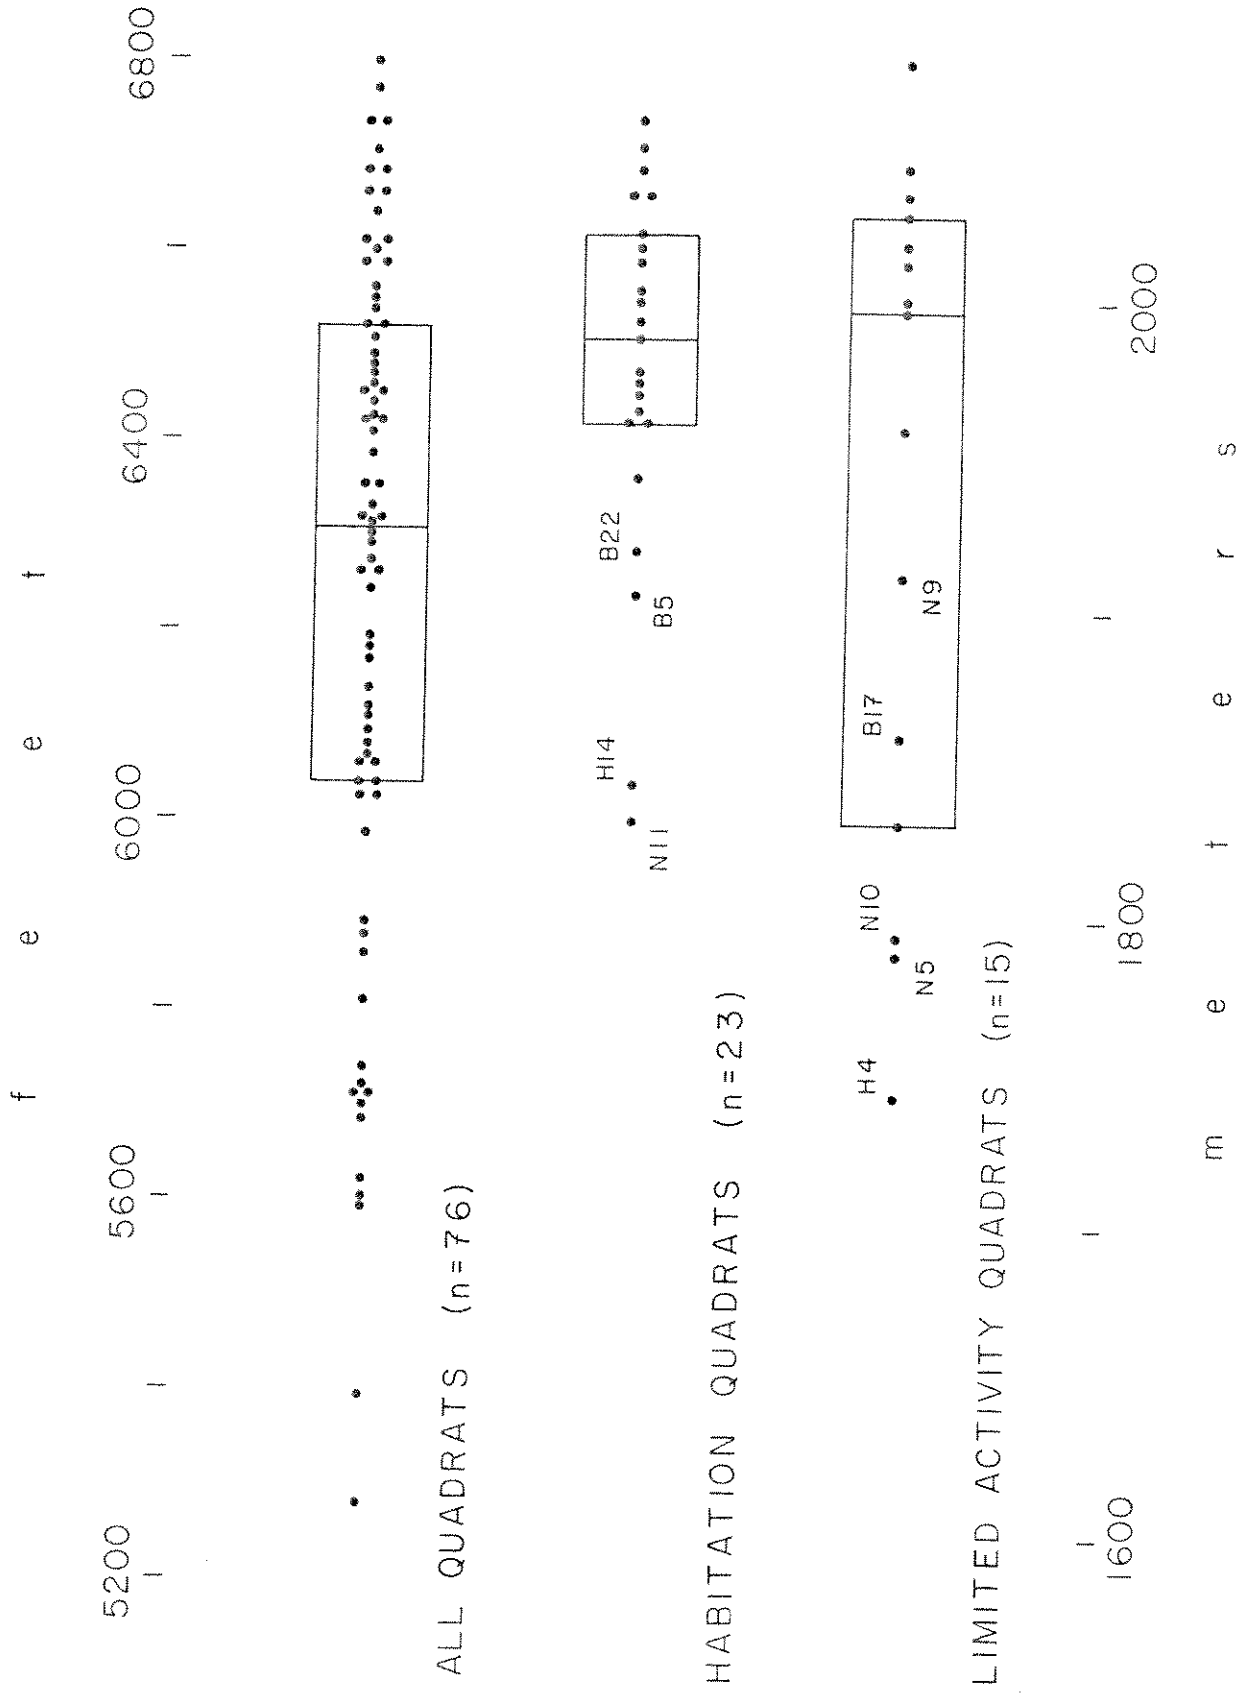 f e e t
5200 5600 6000 6400 6800
ALL QUADRATS (n=76)
N11 H14 B5 B22
HABITATION QUADRATS (n=23)
H4 N5 N10 B17 N9
LIMITED ACTIVITY QUADRATS (n=15)
1600 1800 2000
m e t e r s